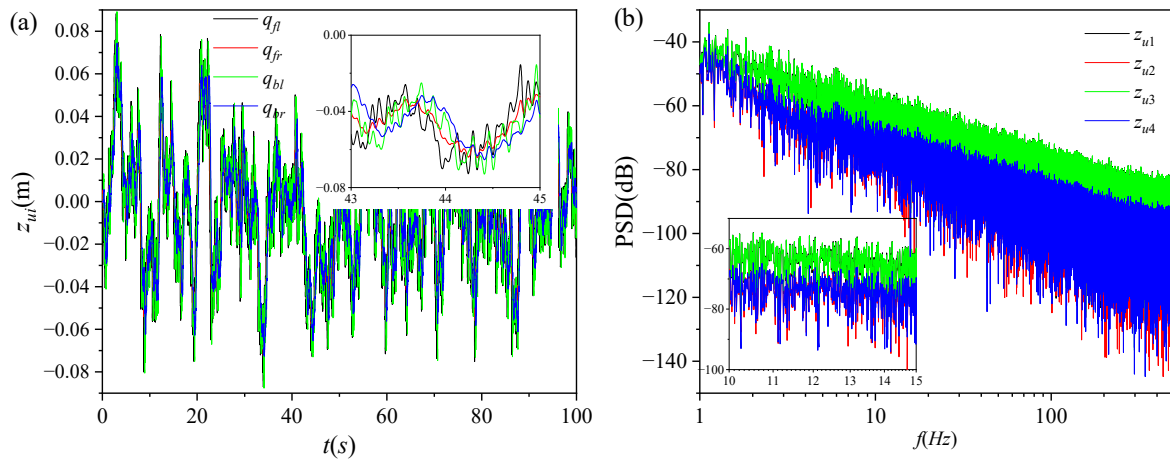 (a)
0.08
0.06
0.04
0.02
0.00
−0.02
−0.04
−0.06
−0.08
z_ui(m)
0 20 40 60 80 100
t(s)
q_fl
q_fr
q_bl
q_br
0.00
−0.04
−0.08
43 44 45
(b)
−40
−60
−80
−100
−120
−140
PSD(dB)
1 10 100
f(Hz)
z_u1
z_u2
z_u3
z_u4
−60
−80
−100
10 11 12 13 14 15